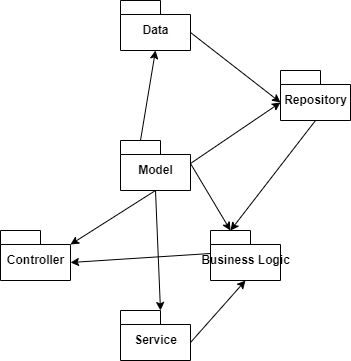 Data
Repository
Model
Controller
Business Logic
Service